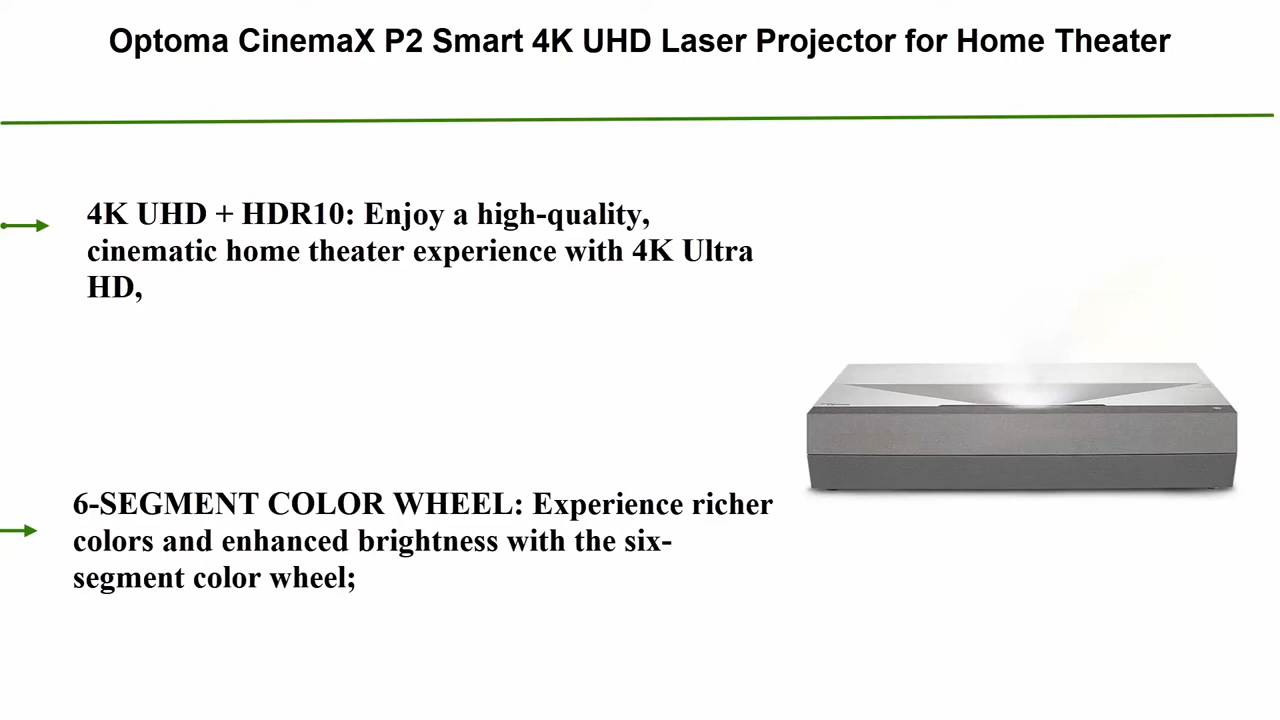 Optoma CinemaX P2 Smart 4K UHD Laser Projector for Home Theater
4K UHD + HDR10: Enjoy a high-quality,
cinematic home theater experience with 4K Ultra
HD,
6-SEGMENT COLOR WHEEL: Experience richer
colors and enhanced brightness with the six-
segment color wheel;